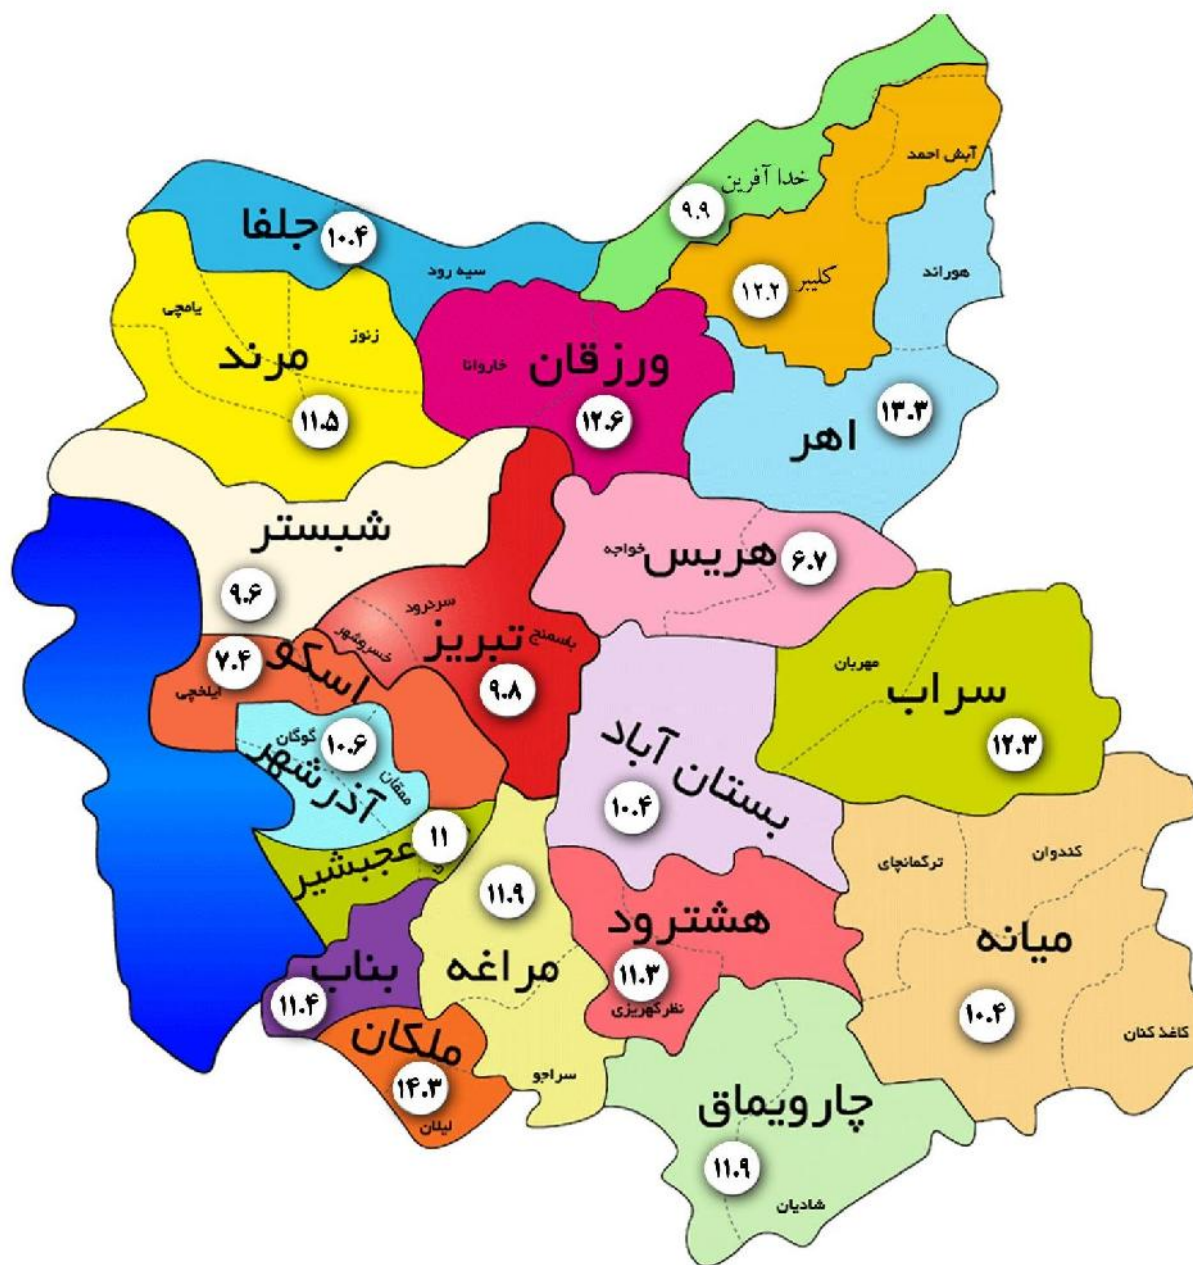 خدا آفرین
۹.۹
آبش احمد
کلیبر
۱۲.۲
هوراند
جلفا
۱۰.۴
سیه رود
یامچی
زنوز
مرند
۱۱.۵
ورزقان
خاروانا
۱۲.۶
اهر
۱۳.۳
شبستر
۹.۶
هریس
خواجه
۶.۷
سردرود
باسمنج
خسروشهر
تبریز
۹.۸
اسکو
۷.۴
ایلخچی
مهربان
سراب
۱۲.۳
گوگان
۱۰.۶
ممقان
آذرشهر
بستان آباد
۱۰.۴
عجبشیر
۱۱
ترکمانچای
کندوان
میانه
۱۰.۴
کاغذ کنان
هشترود
۱۱.۳
نظرکهریزی
۱۱.۹
مراغه
سراجو
بناب
۱۱.۴
ملکان
۱۴.۳
لیلان
چارویماق
۱۱.۹
شادیان